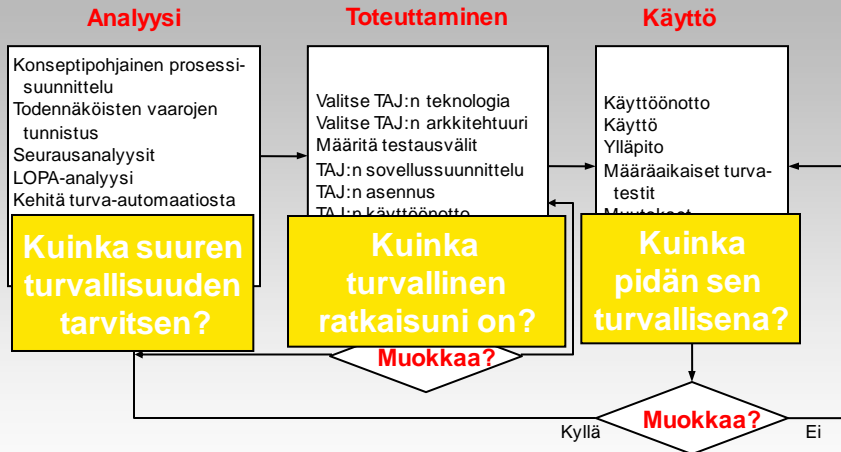 Analyysi
Konseptipohjainen prosessi-
suunnittelu
Todennäköisten vaarojen
tunnistus
Seurausanalyysit
LOPA-analyysi
Kehitä turva-automaatiosta
Kuinka suuren
turvallisuuden
tarvitsen?
Toteuttaminen
Valitse TAJ:n teknologia
Valitse TAJ:n arkkitehtuuri
Määritä testausvälit
TAJ:n sovellussuunnittelu
TAJ:n asennus
TAJ:n käyttöönotto
Kuinka
turvallinen
ratkaisuni on?
Muokkaa?
Käyttö
Käyttöönotto
Käyttö
Ylläpito
Määräaikaiset turva-
testit
Kuinka
pidän sen
turvallisena?
Muokkaa?
Kyllä
Ei